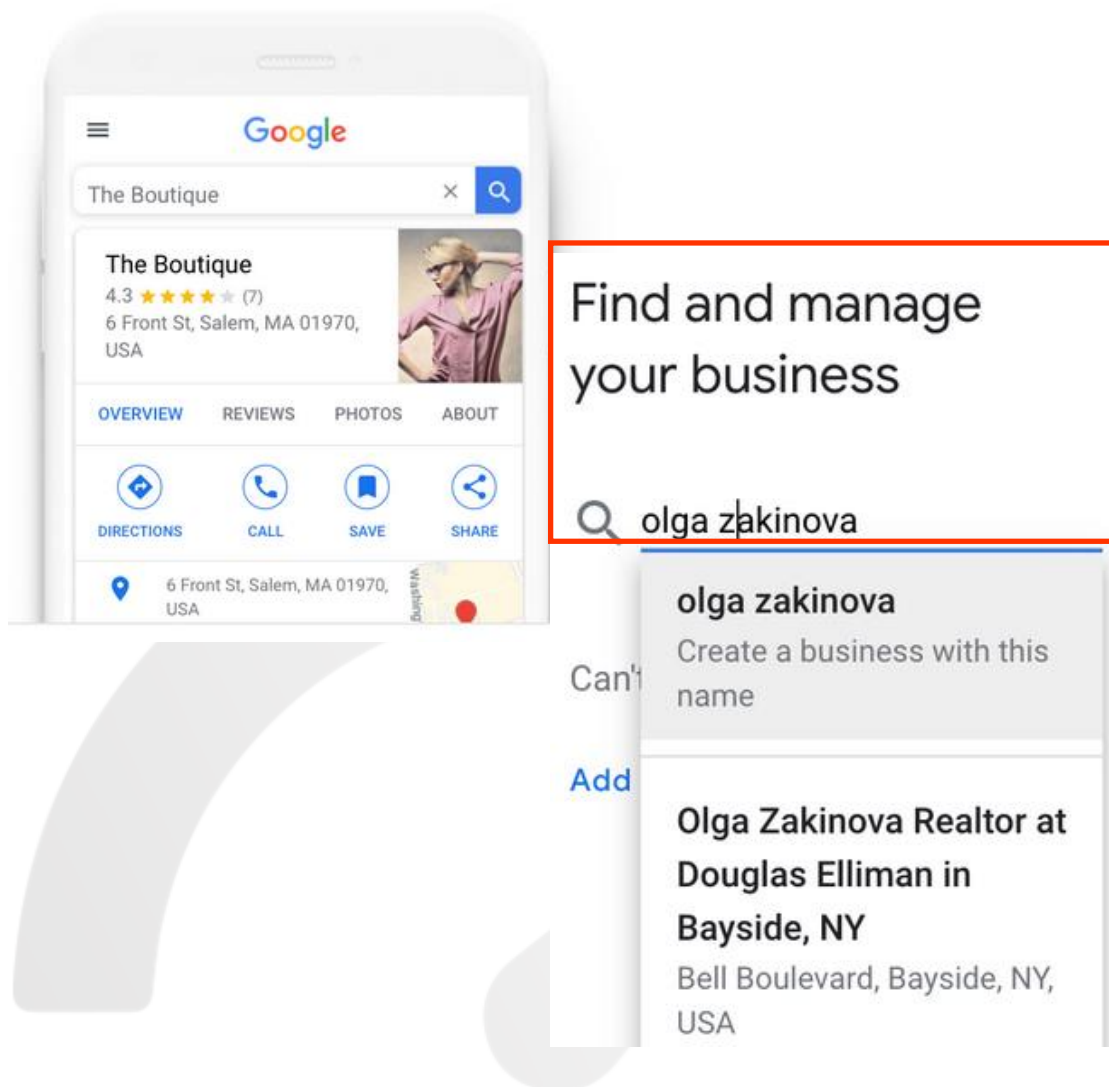 Google
The Boutique
The Boutique
4.3 (7)
6 Front St, Salem, MA 01970,
USA
OVERVIEW REVIEWS PHOTOS ABOUT
DIRECTIONS CALL SAVE SHARE
6 Front St, Salem, MA 01970,
USA
Washing
Find and manage
your business
olga zakinova
olga zakinova
Create a business with this
name
Can't
Add
Olga Zakinova Realtor at
Douglas Elliman in
Bayside, NY
Bell Boulevard, Bayside, NY,
USA